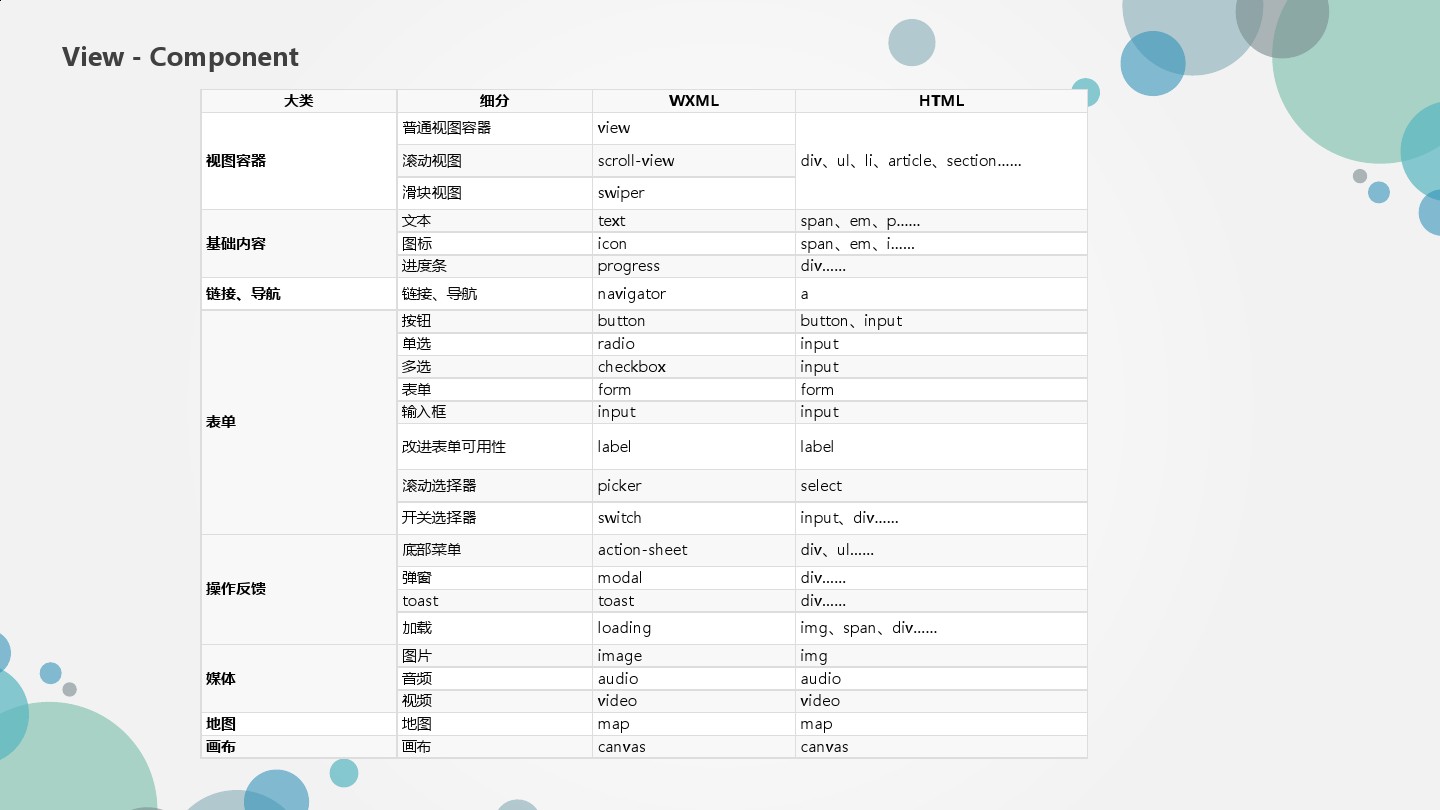 View - Component
大类 细分 WXML HTML
视图容器 普通视图容器 view div、ul、li、article、section……
滚动视图 scroll-view
滑块视图 swiper
基础内容 文本 text span、em、p……
图标 icon span、em、i……
进度条 progress div……
链接、导航 链接、导航 navigator a
表单 按钮 button button、input
单选 radio input
多选 checkbox input
表单 form form
输入框 input input
改进表单可用性 label label
滚动选择器 picker select
开关选择器 switch input、div……
操作反馈 底部菜单 action-sheet div、ul……
弹窗 modal div……
toast toast div……
加载 loading img、span、div……
媒体 图片 image img
音频 audio audio
视频 video video
地图 地图 map map
画布 画布 canvas canvas